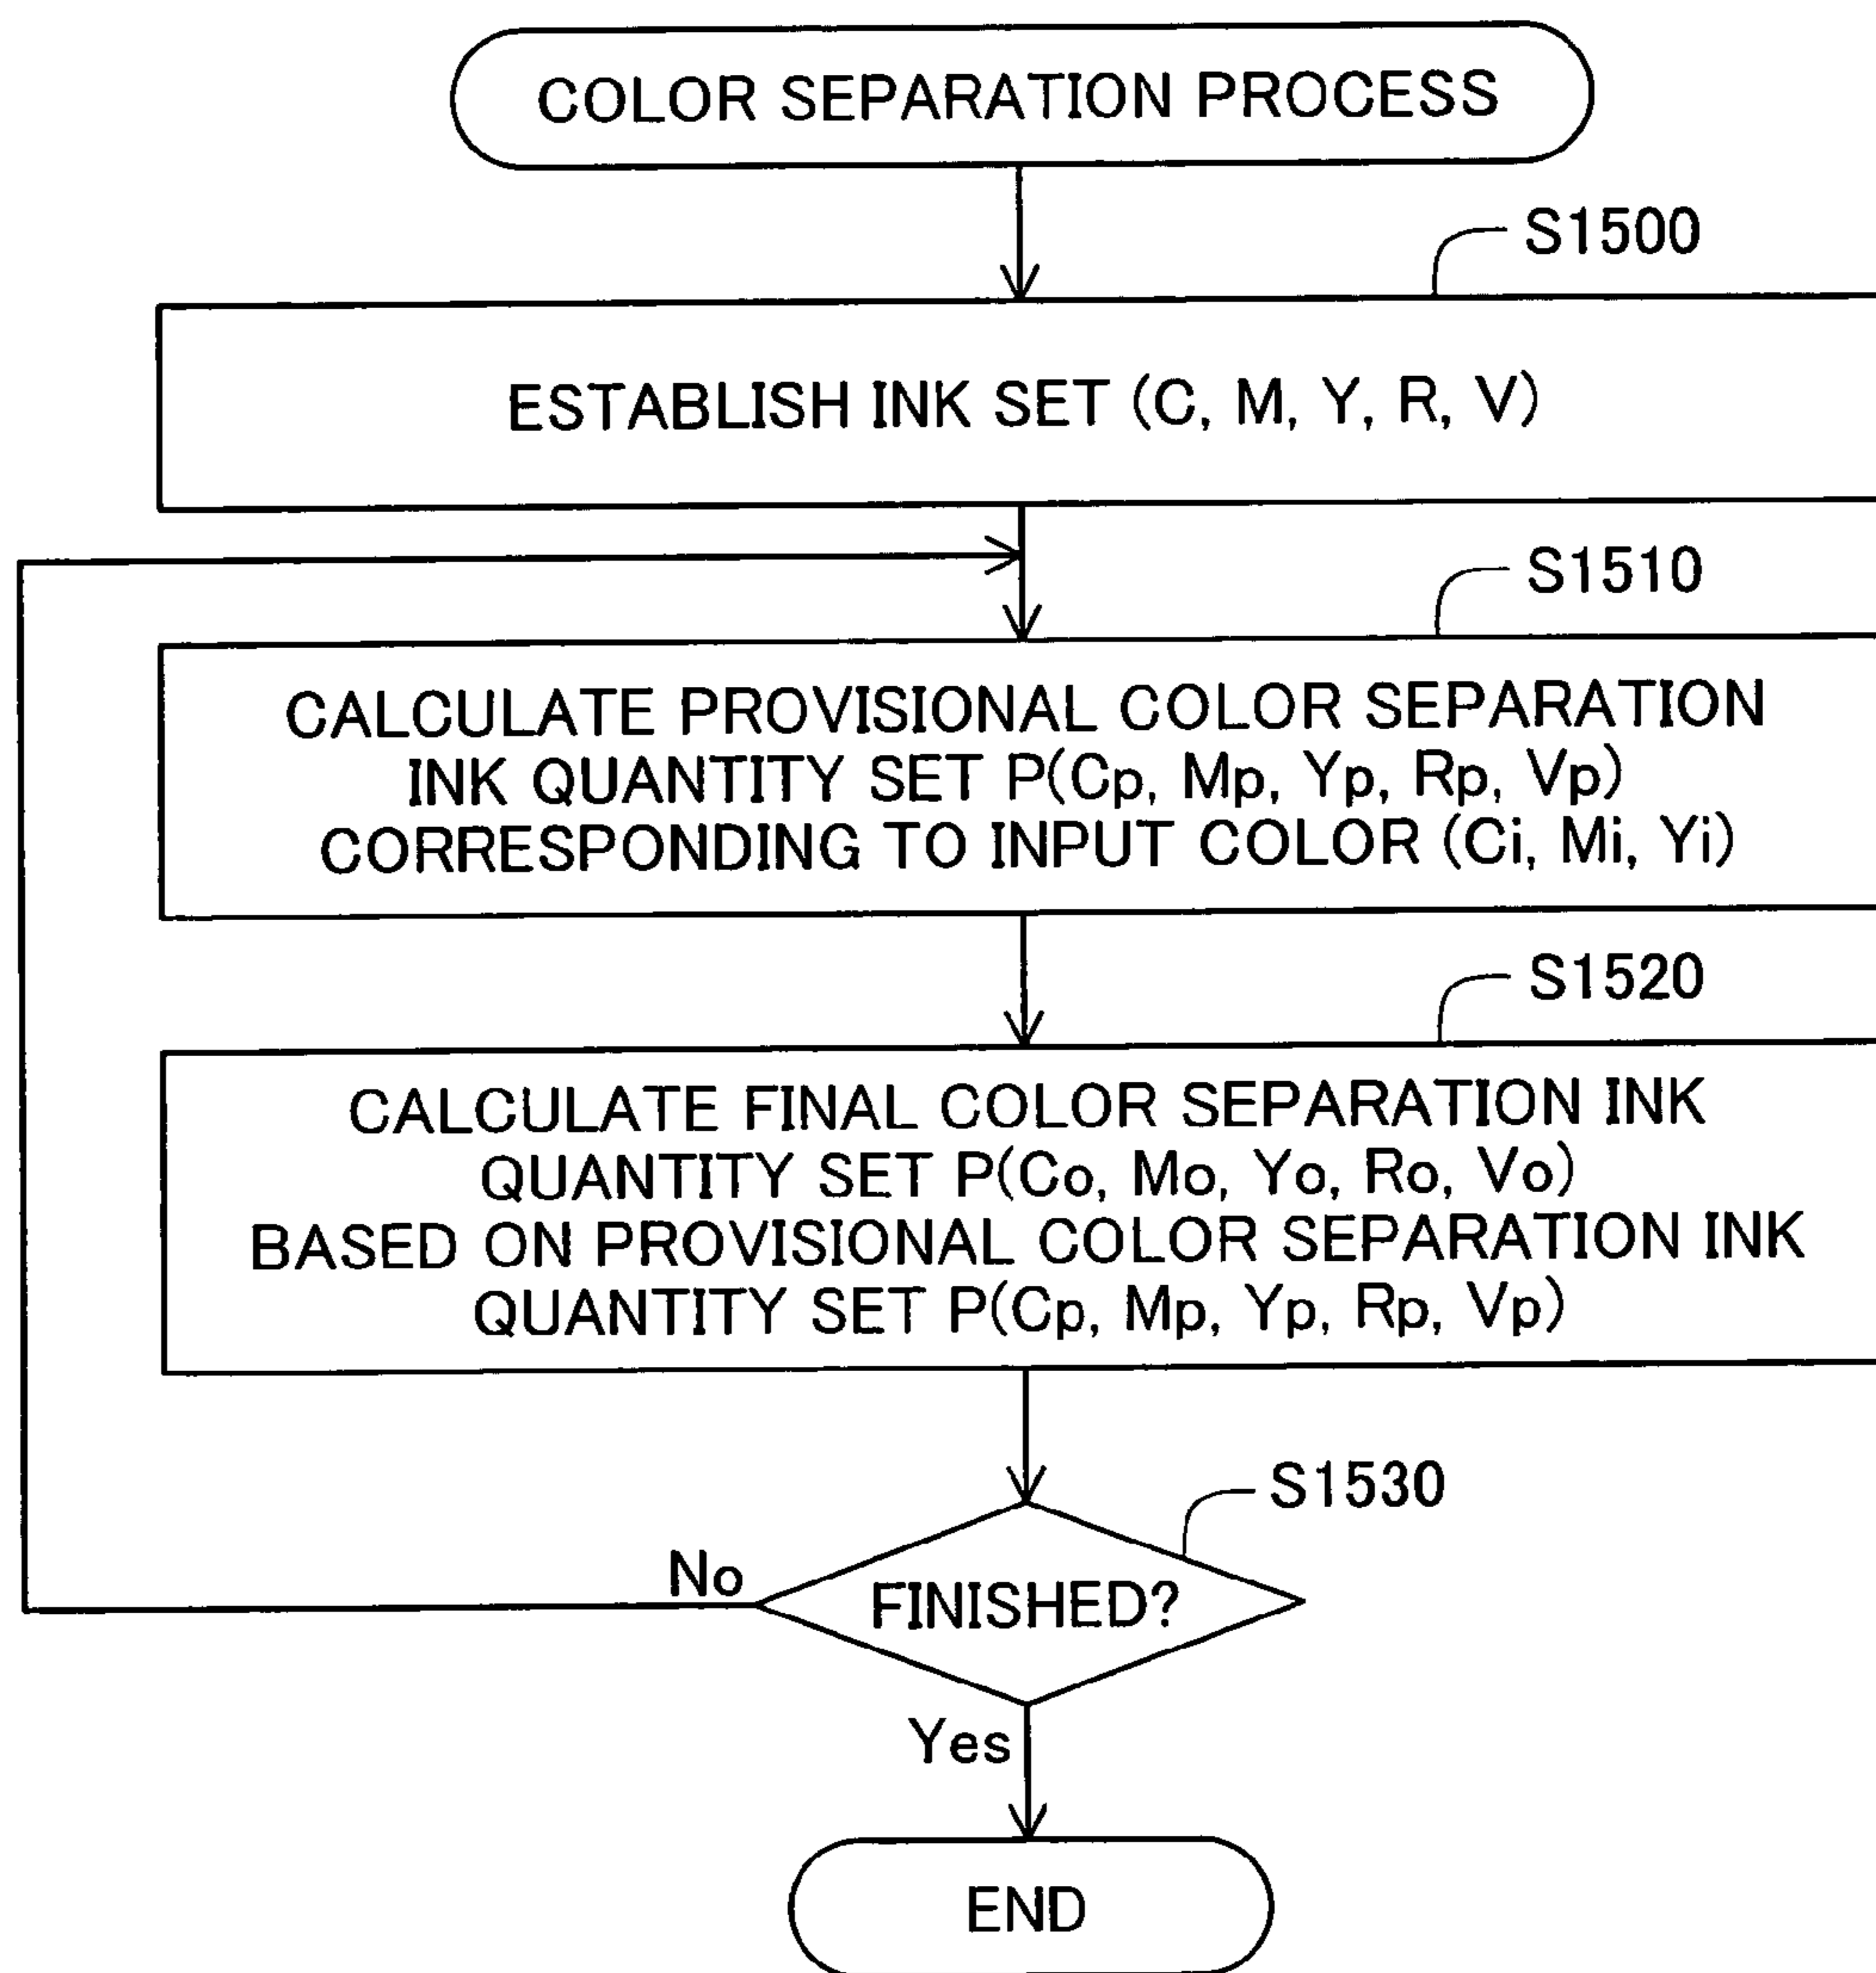 COLOR SEPARATION PROCESS
S1500
ESTABLISH INK SET (C, M, Y, R, V)
S1510
CALCULATE PROVISIONAL COLOR SEPARATION
INK QUANTITY SET P(Cp, Mp, Yp, Rp, Vp)
CORRESPONDING TO INPUT COLOR (Ci, Mi, Yi)
S1520
CALCULATE FINAL COLOR SEPARATION INK
QUANTITY SET P(Co, Mo, Yo, Ro, Vo)
BASED ON PROVISIONAL COLOR SEPARATION INK
QUANTITY SET P(Cp, Mp, Yp, Rp, Vp)
S1530
No
FINISHED?
Yes
END